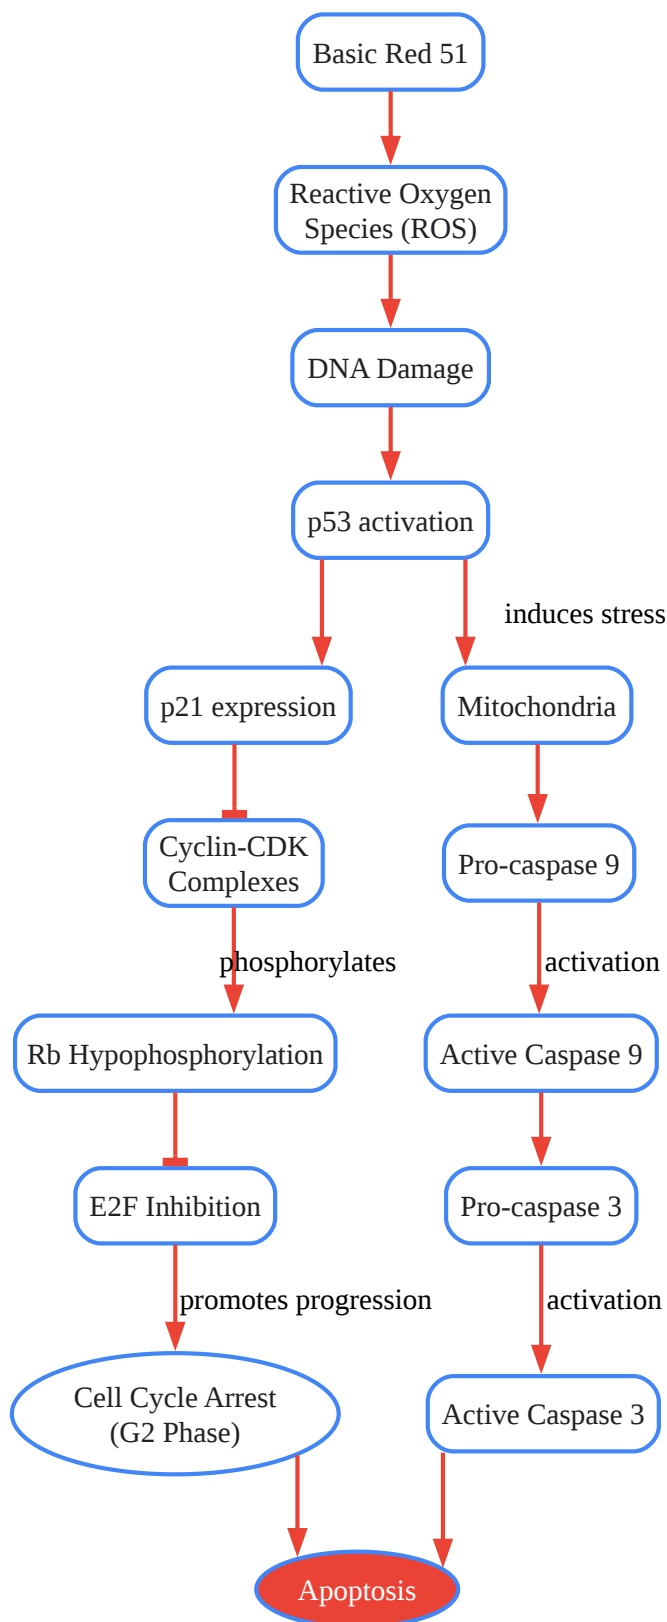 Basic Red 51
Reactive Oxygen
Species (ROS)
DNA Damage
p53 activation
induces stress
p21 expression
Mitochondria
Cyclin-CDK
Complexes
Pro-caspase 9
phosphorylates
activation
Rb Hypophosphorylation
Active Caspase 9
E2F Inhibition
Pro-caspase 3
promotes progression
activation
Cell Cycle Arrest
(G2 Phase)
Active Caspase 3
Apoptosis